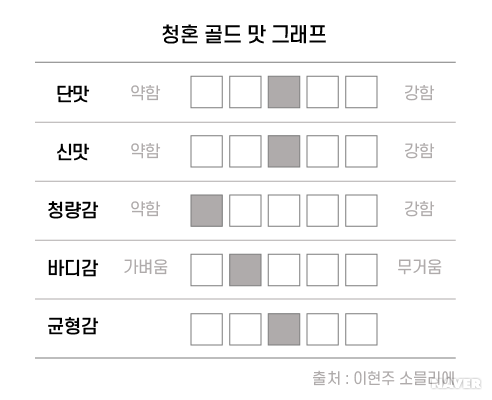 청혼 골드 맛 그래프
단맛 약함 강함
신맛 약함 강함
청량감 약함 강함
바디감 가벼움 무거움
균형감
출처 : 이현주 소믈리에
NAVER